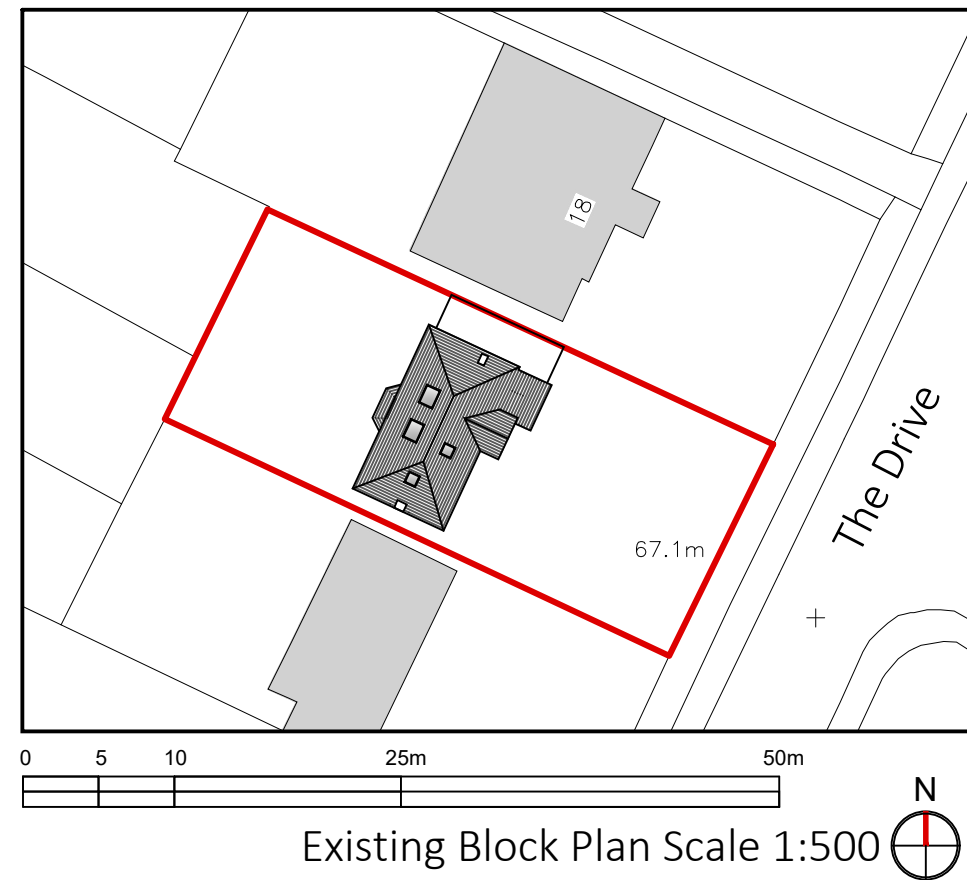 18
The Drive
67.1m
0 5 10 25m 50m
N
Existing Block Plan Scale 1:500